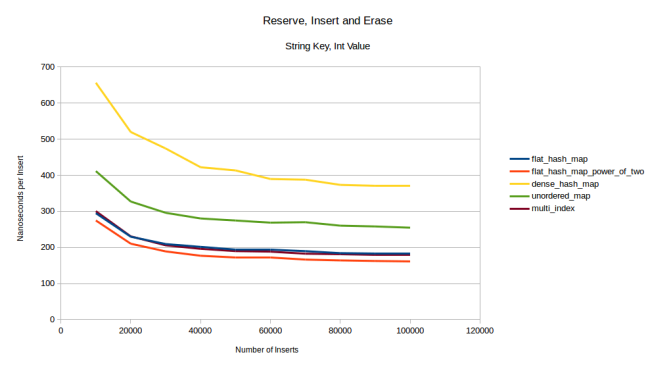 Reserve, Insert and Erase
String Key, Int Value
Nanoseconds per Insert
700
600
500
400
300
200
100
0
0
20000
40000
60000
80000
100000
120000
Number of Inserts
flat_hash_map
flat_hash_map_power_of_two
dense_hash_map
unordered_map
multi_index